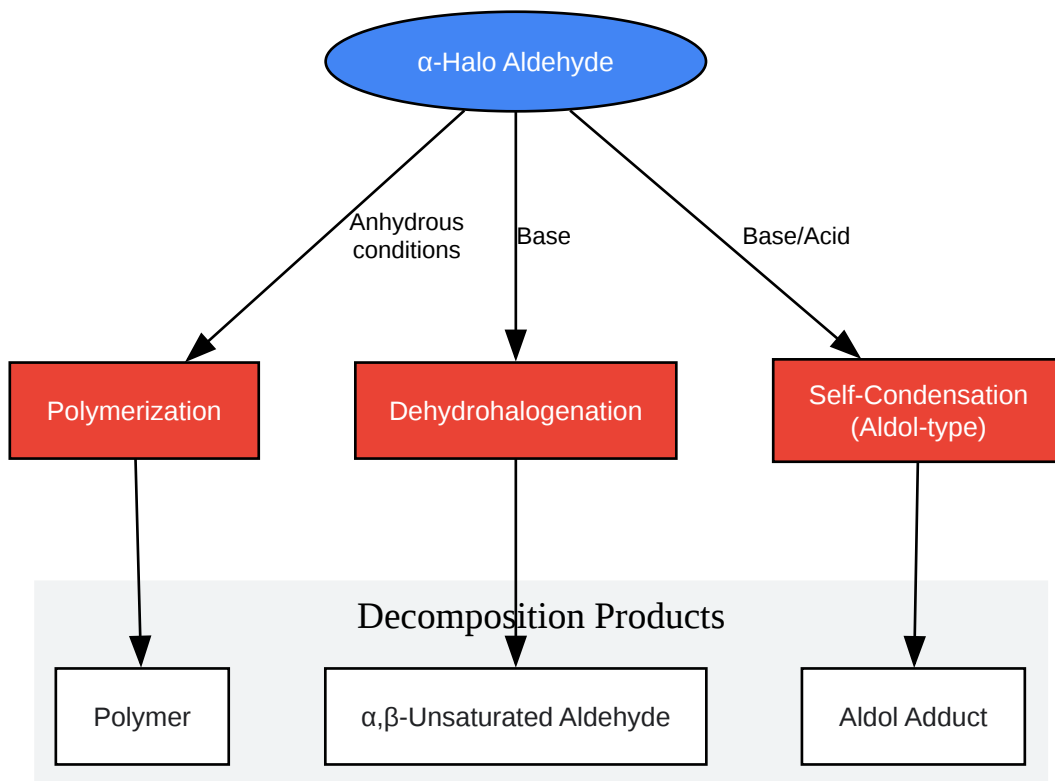 α-Halo Aldehyde
Anhydrous
conditions
Base
Base/Acid
Polymerization
Dehydrohalogenation
Self-Condensation
(Aldol-type)
Decomposition Products
Polymer
α,β-Unsaturated Aldehyde
Aldol Adduct